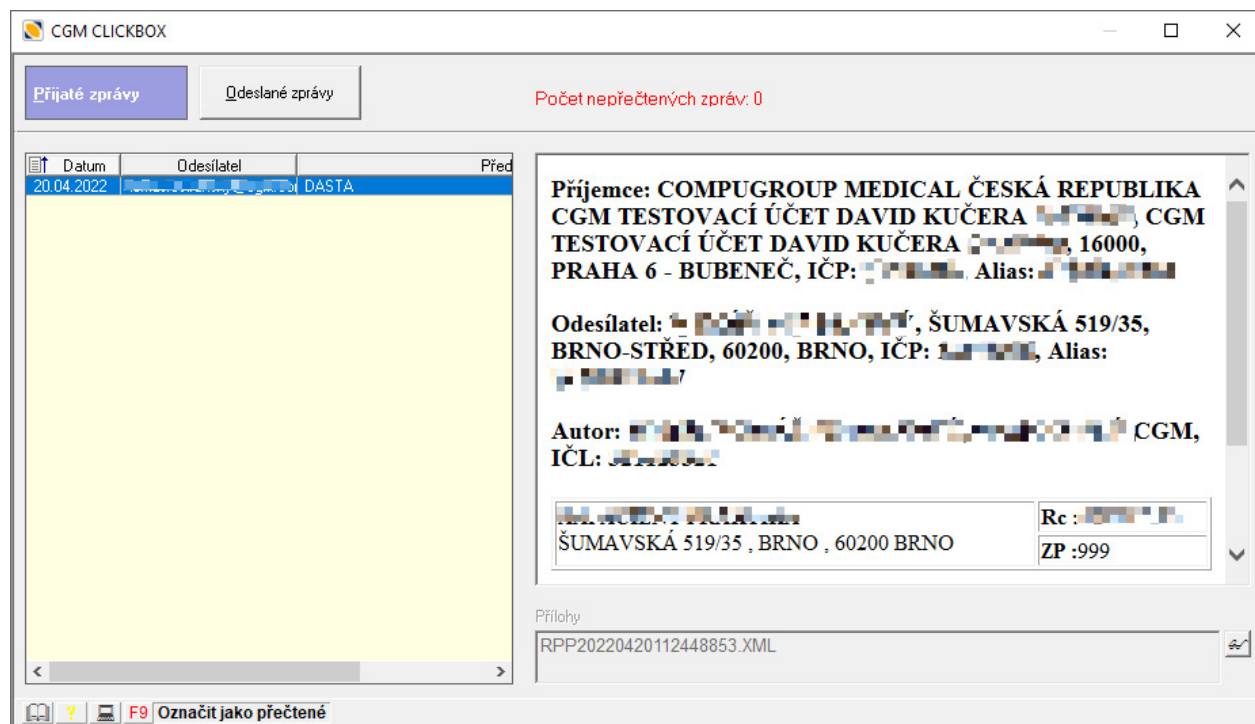 CGM CLICKBOX
Přijaté zprávy
Odeslané zprávy
Počet nepřečtených zpráv: 0
Datum Odesílatel Před
20.04.2022 DASTA
Příjemce: COMPUGROUP MEDICAL ČESKÁ REPUBLIKA
CGM TESTOVACÍ ÚČET DAVID KUČERA , CGM
TESTOVACÍ ÚČET DAVID KUČERA , 16000,
PRAHA 6 - BUBENEČ, IČP: Alias:
Odesílatel: , ŠUMAVSKÁ 519/35,
BRNO-STŘED, 60200, BRNO, IČP: , Alias:
Autor: CGM,
IČL:
Rc :
ŠUMAVSKÁ 519/35 , BRNO , 60200 BRNO
ZP :999
Přílohy
RPP20220420112448853.XML
F9 Označit jako přečtené